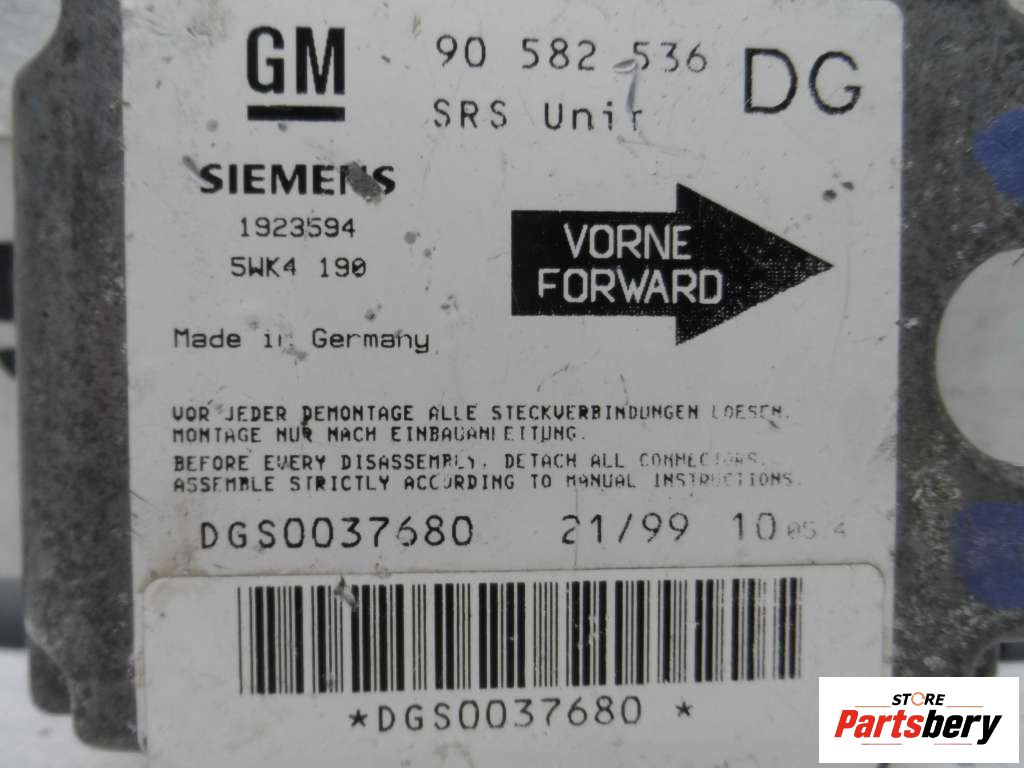 GM 90 582 536 DG
SRS Unit
SIEMENS
1923594
5WK4 190
VORNE
FORWARD
Made in Germany
VOR JEDER DEMONTAGE ALLE STECKVERBINDUNGEN LOESEN.
MONTAGE NUR NACH EINBAUANLEITUNG.
BEFORE EVERY DISASSEMBLY, DETACH ALL CONNECTORS.
ASSEMBLE STRICTLY ACCORDING TO MANUAL INSTRUCTIONS.
DGS0037680 21/99 10
*DGS0037680 *
STORE
Partsbery